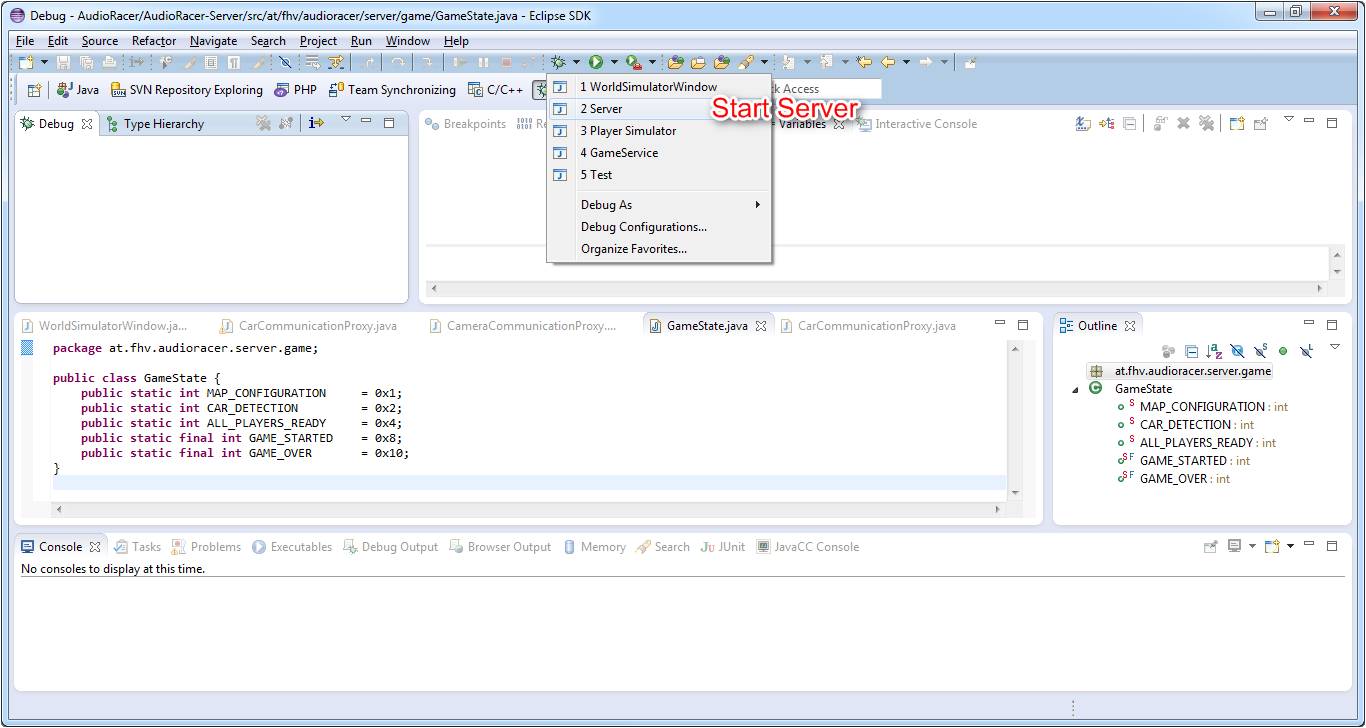 Debug - AudioRacer/AudioRacer-Server/src/at/fhv/audioracer/server/game/GameState.java - Eclipse SDK
File Edit Source Refactor Navigate Search Project Run Window Help
Java SVN Repository Exploring PHP Team Synchronizing C/C++ Access
1 WorldSimulatorWindow
2 Server
Start Server
3 Player Simulator
4 GameService
5 Test
Debug As
Debug Configurations...
Organize Favorites...
Debug Type Hierarchy
Breakpoints Variables Interactive Console
WorldSimulatorWindow.ja... CarCommunicationProxy.java CameraCommunicationProxy.... GameState.java CarCommunicationProxy.java
package at.fhv.audioracer.server.game;
public class GameState {
public static int MAP_CONFIGURATION = 0x1;
public static int CAR_DETECTION = 0x2;
public static int ALL_PLAYERS_READY = 0x4;
public static final int GAME_STARTED = 0x8;
public static final int GAME_OVER = 0x10;
}
Outline
at.fhv.audioracer.server.game
GameState
MAP_CONFIGURATION : int
CAR_DETECTION : int
ALL_PLAYERS_READY : int
GAME_STARTED : int
GAME_OVER : int
Console Tasks Problems Executables Debug Output Browser Output Memory Search JUnit JavaCC Console
No consoles to display at this time.